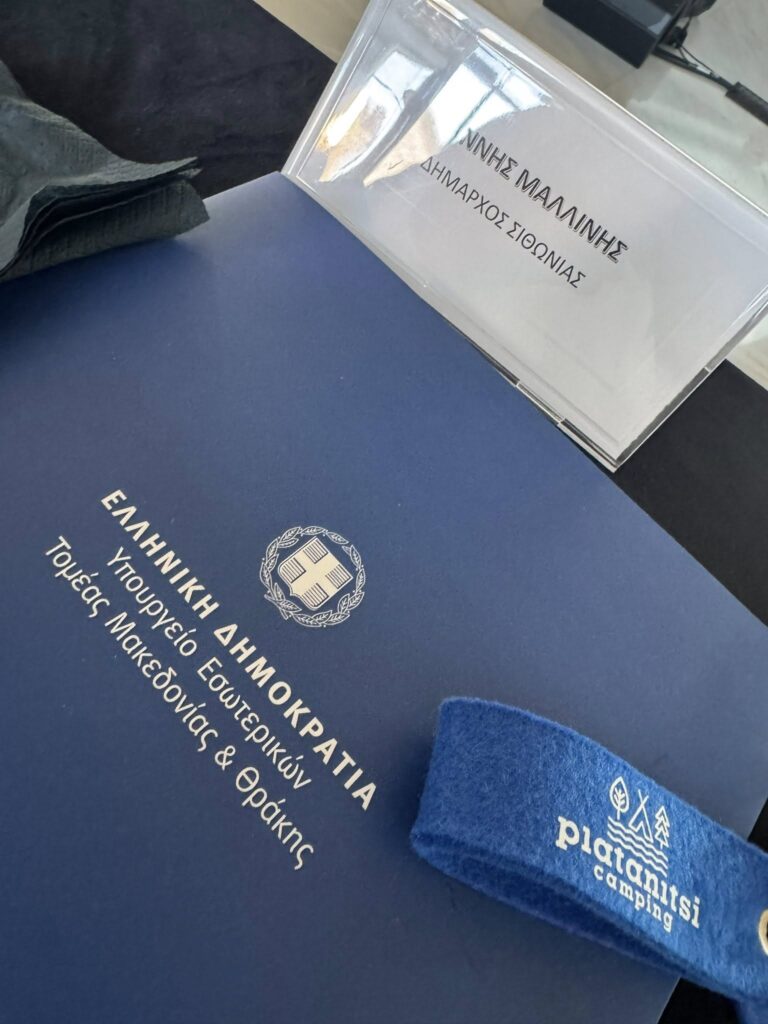 ΝΝΗΣ ΜΑΛΛΙΝΗΣ
ΔΗΜΑΡΧΟΣ ΣΙΘΩΝΙΑΣ
ΕΛΛΗΝΙΚΗ ΔΗΜΟΚΡΑΤΙΑ
Υπουργείο Εσωτερικών
Τομέας Μακεδονίας & Θράκης
platanitsi
camping